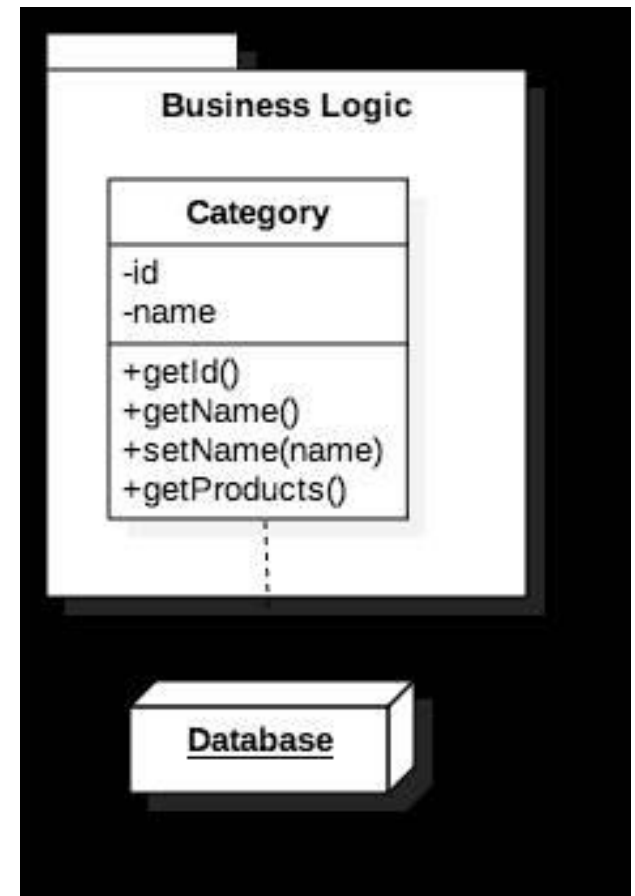 Business Logic
Category
-id
-name
+getId()
+getName()
+setName(name)
+getProducts()
Database